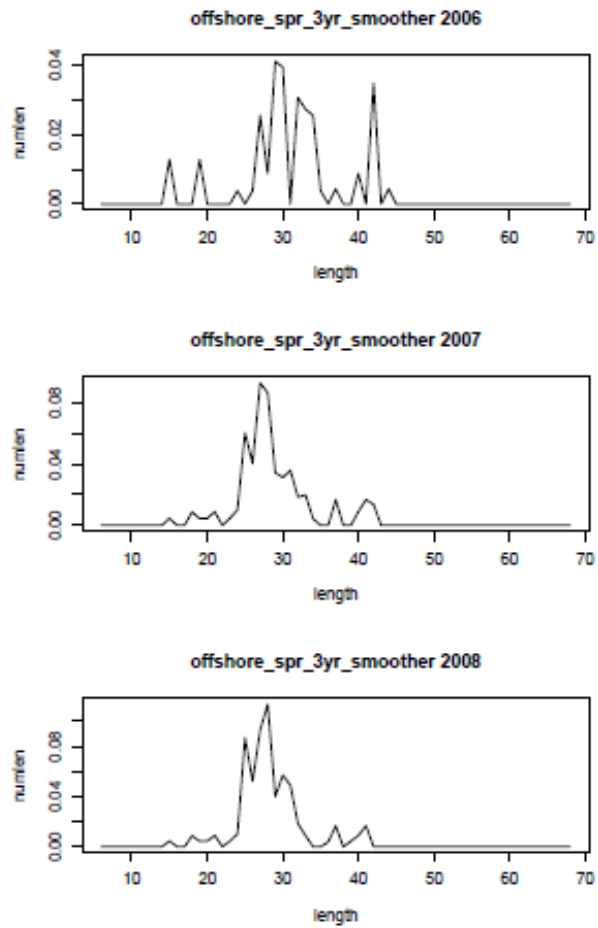 offshore_spr_3yr_smoother 2006
numlen
0.00 0.02 0.04
10 20 30 40 50 60 70
length
offshore_spr_3yr_smoother 2007
numlen
0.00 0.04 0.08
10 20 30 40 50 60 70
length
offshore_spr_3yr_smoother 2008
numlen
0.00 0.04 0.08
10 20 30 40 50 60 70
length